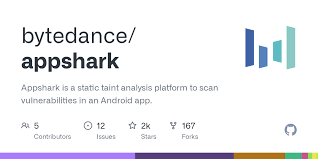 bytedance/
appshark
Appshark is a static taint analysis platform to scan
vulnerabilities in an Android app.
5 12 2k 167
Contributors Issues Stars Forks